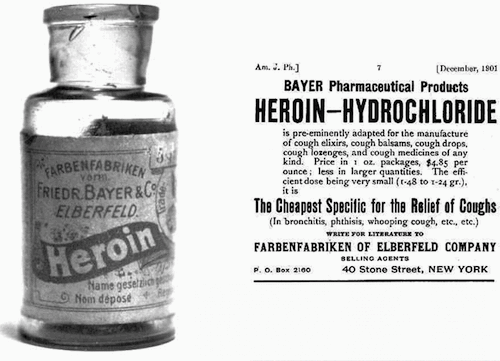 FARBENFABRIKEN
vorm.
FRIEDR. BAYER & Co.
ELBERFELD.
Heroin
Name gesetzlich
Nom déposé
Trade
Am. J. Ph.]
7
[December, 1901
BAYER Pharmaceutical Products
HEROIN—HYDROCHLORIDE
is pre-eminently adapted for the manufacture
of cough elixirs, cough balsams, cough drops,
cough lozenges, and cough medicines of any
kind. Price in 1 oz. packages, $4.85 per
ounce; less in larger quantities. The effi-
cient dose being very small (1-48 to 1-24 gr.),
it is
The Cheapest Specific for the Relief of Coughs
(In bronchitis, phthisis, whooping cough, etc., etc.)
WRITE FOR LITERATURE TO
FARBENFABRIKEN OF ELBERFELD COMPANY
SELLING AGENTS
P. O. Box 2160
40 Stone Street, NEW YORK